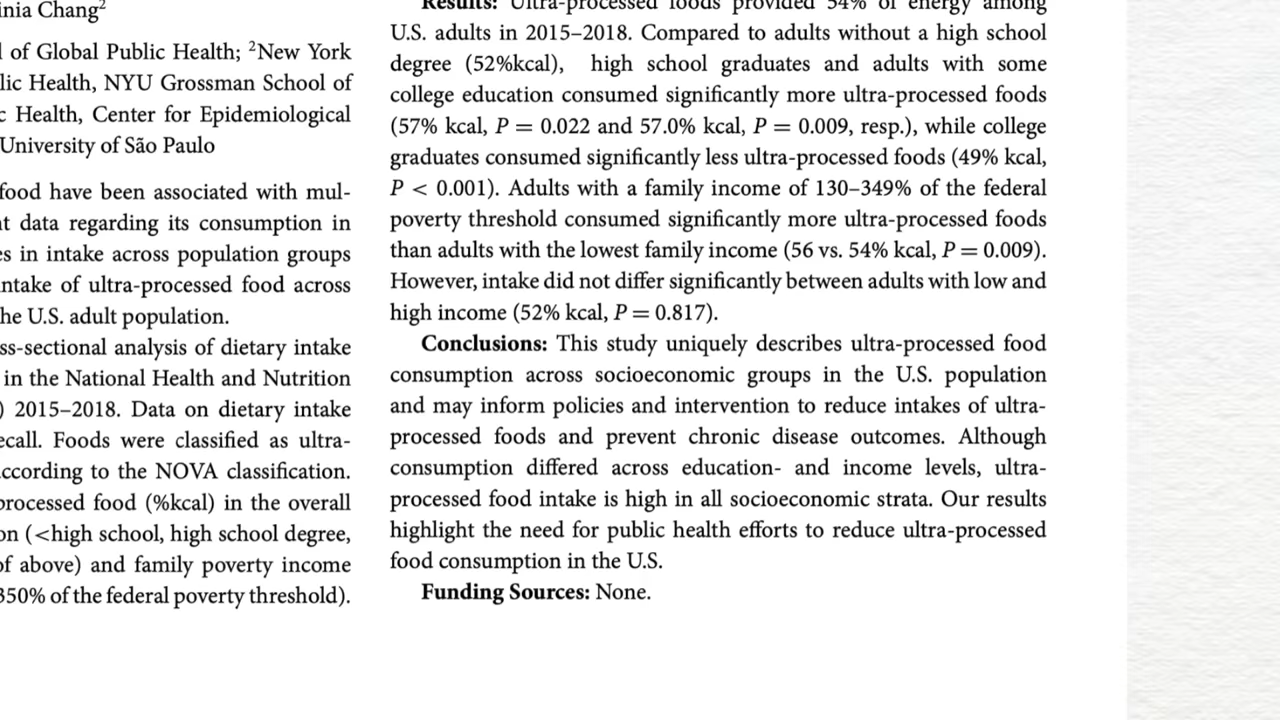 inia Chang2
of Global Public Health; 2New York
lic Health, NYU Grossman School of
c Health, Center for Epidemiological
University of São Paulo
food have been associated with mul-
nt data regarding its consumption in
es in intake across population groups
intake of ultra-processed food across
he U.S. adult population.
ss-sectional analysis of dietary intake
in the National Health and Nutrition
) 2015–2018. Data on dietary intake
ecall. Foods were classified as ultra-
ccording to the NOVA classification.
processed food (%kcal) in the overall
on (<high school, high school degree,
of above) and family poverty income
350% of the federal poverty threshold).
Results: Ultra-processed foods provided 54% of energy among
U.S. adults in 2015–2018. Compared to adults without a high school
degree (52%kcal), high school graduates and adults with some
college education consumed significantly more ultra-processed foods
(57% kcal, P = 0.022 and 57.0% kcal, P = 0.009, resp.), while college
graduates consumed significantly less ultra-processed foods (49% kcal,
P < 0.001). Adults with a family income of 130–349% of the federal
poverty threshold consumed significantly more ultra-processed foods
than adults with the lowest family income (56 vs. 54% kcal, P = 0.009).
However, intake did not differ significantly between adults with low and
high income (52% kcal, P = 0.817).
Conclusions: This study uniquely describes ultra-processed food
consumption across socioeconomic groups in the U.S. population
and may inform policies and intervention to reduce intakes of ultra-
processed foods and prevent chronic disease outcomes. Although
consumption differed across education- and income levels, ultra-
processed food intake is high in all socioeconomic strata. Our results
highlight the need for public health efforts to reduce ultra-processed
food consumption in the U.S.
Funding Sources: None.